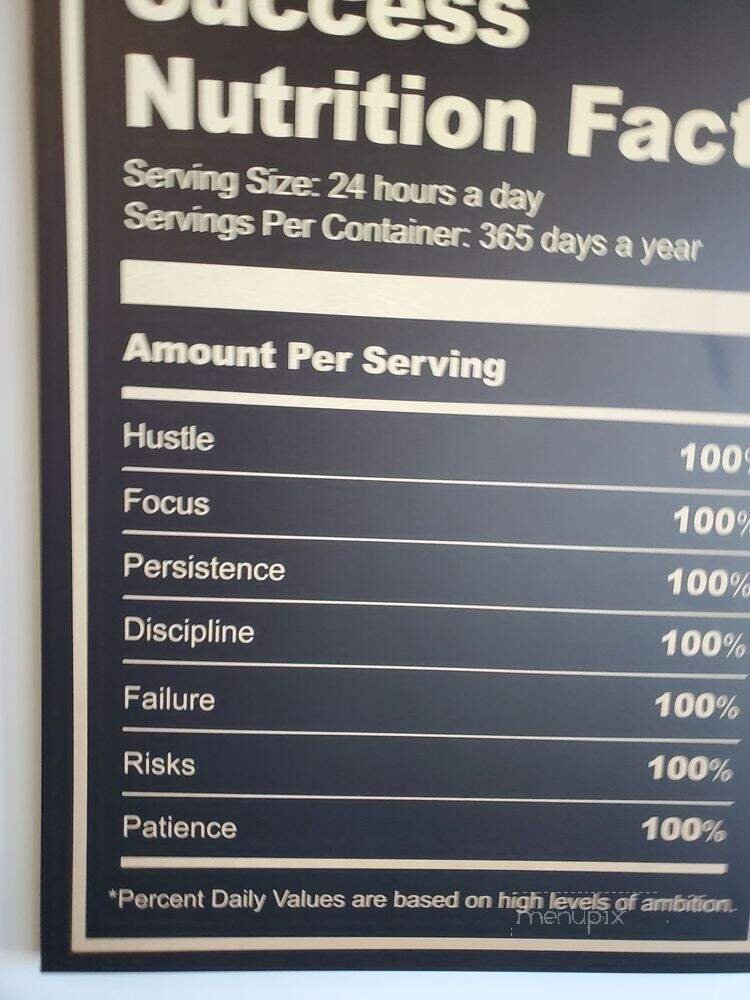 Success
Nutrition Fact
Serving Size: 24 hours a day
Servings Per Container: 365 days a year
Amount Per Serving
Hustle 100%
Focus 100%
Persistence 100%
Discipline 100%
Failure 100%
Risks 100%
Patience 100%
*Percent Daily Values are based on high levels of ambition.
menupix